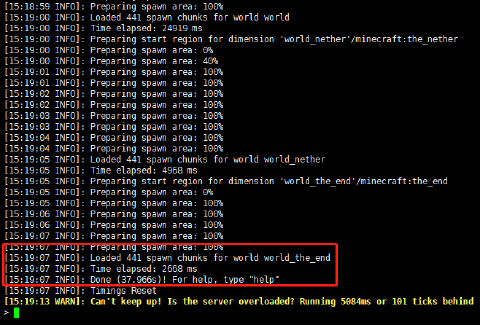 [15:18:59 INFO]: Preparing spawn area: 100%
[15:19:00 INFO]: Loaded 441 spawn chunks for world world
[15:19:00 INFO]: Time elapsed: 24919 ms
[15:19:00 INFO]: Preparing start region for dimension 'world_nether'/minecraft:the_nether
[15:19:00 INFO]: Preparing spawn area: 0%
[15:19:00 INFO]: Preparing spawn area: 40%
[15:19:01 INFO]: Preparing spawn area: 100%
[15:19:01 INFO]: Preparing spawn area: 100%
[15:19:02 INFO]: Preparing spawn area: 100%
[15:19:02 INFO]: Preparing spawn area: 100%
[15:19:03 INFO]: Preparing spawn area: 100%
[15:19:03 INFO]: Preparing spawn area: 100%
[15:19:04 INFO]: Preparing spawn area: 100%
[15:19:04 INFO]: Preparing spawn area: 100%
[15:19:05 INFO]: Loaded 441 spawn chunks for world world_nether
[15:19:05 INFO]: Time elapsed: 4968 ms
[15:19:05 INFO]: Preparing start region for dimension 'world_the_end'/minecraft:the_end
[15:19:05 INFO]: Preparing spawn area: 0%
[15:19:05 INFO]: Preparing spawn area: 100%
[15:19:06 INFO]: Preparing spawn area: 100%
[15:19:06 INFO]: Preparing spawn area: 100%
[15:19:07 INFO]: Preparing spawn area: 100%
[15:19:07 INFO]: Preparing spawn area: 100%
[15:19:07 INFO]: Loaded 441 spawn chunks for world world_the_end
[15:19:07 INFO]: Time elapsed: 2668 ms
[15:19:07 INFO]: Done (37.966s)! For help, type "help"
[15:19:07 INFO]: Timings Reset
[15:19:13 WARN]: Can't keep up! Is the server overloaded? Running 5084ms or 101 ticks behind
>